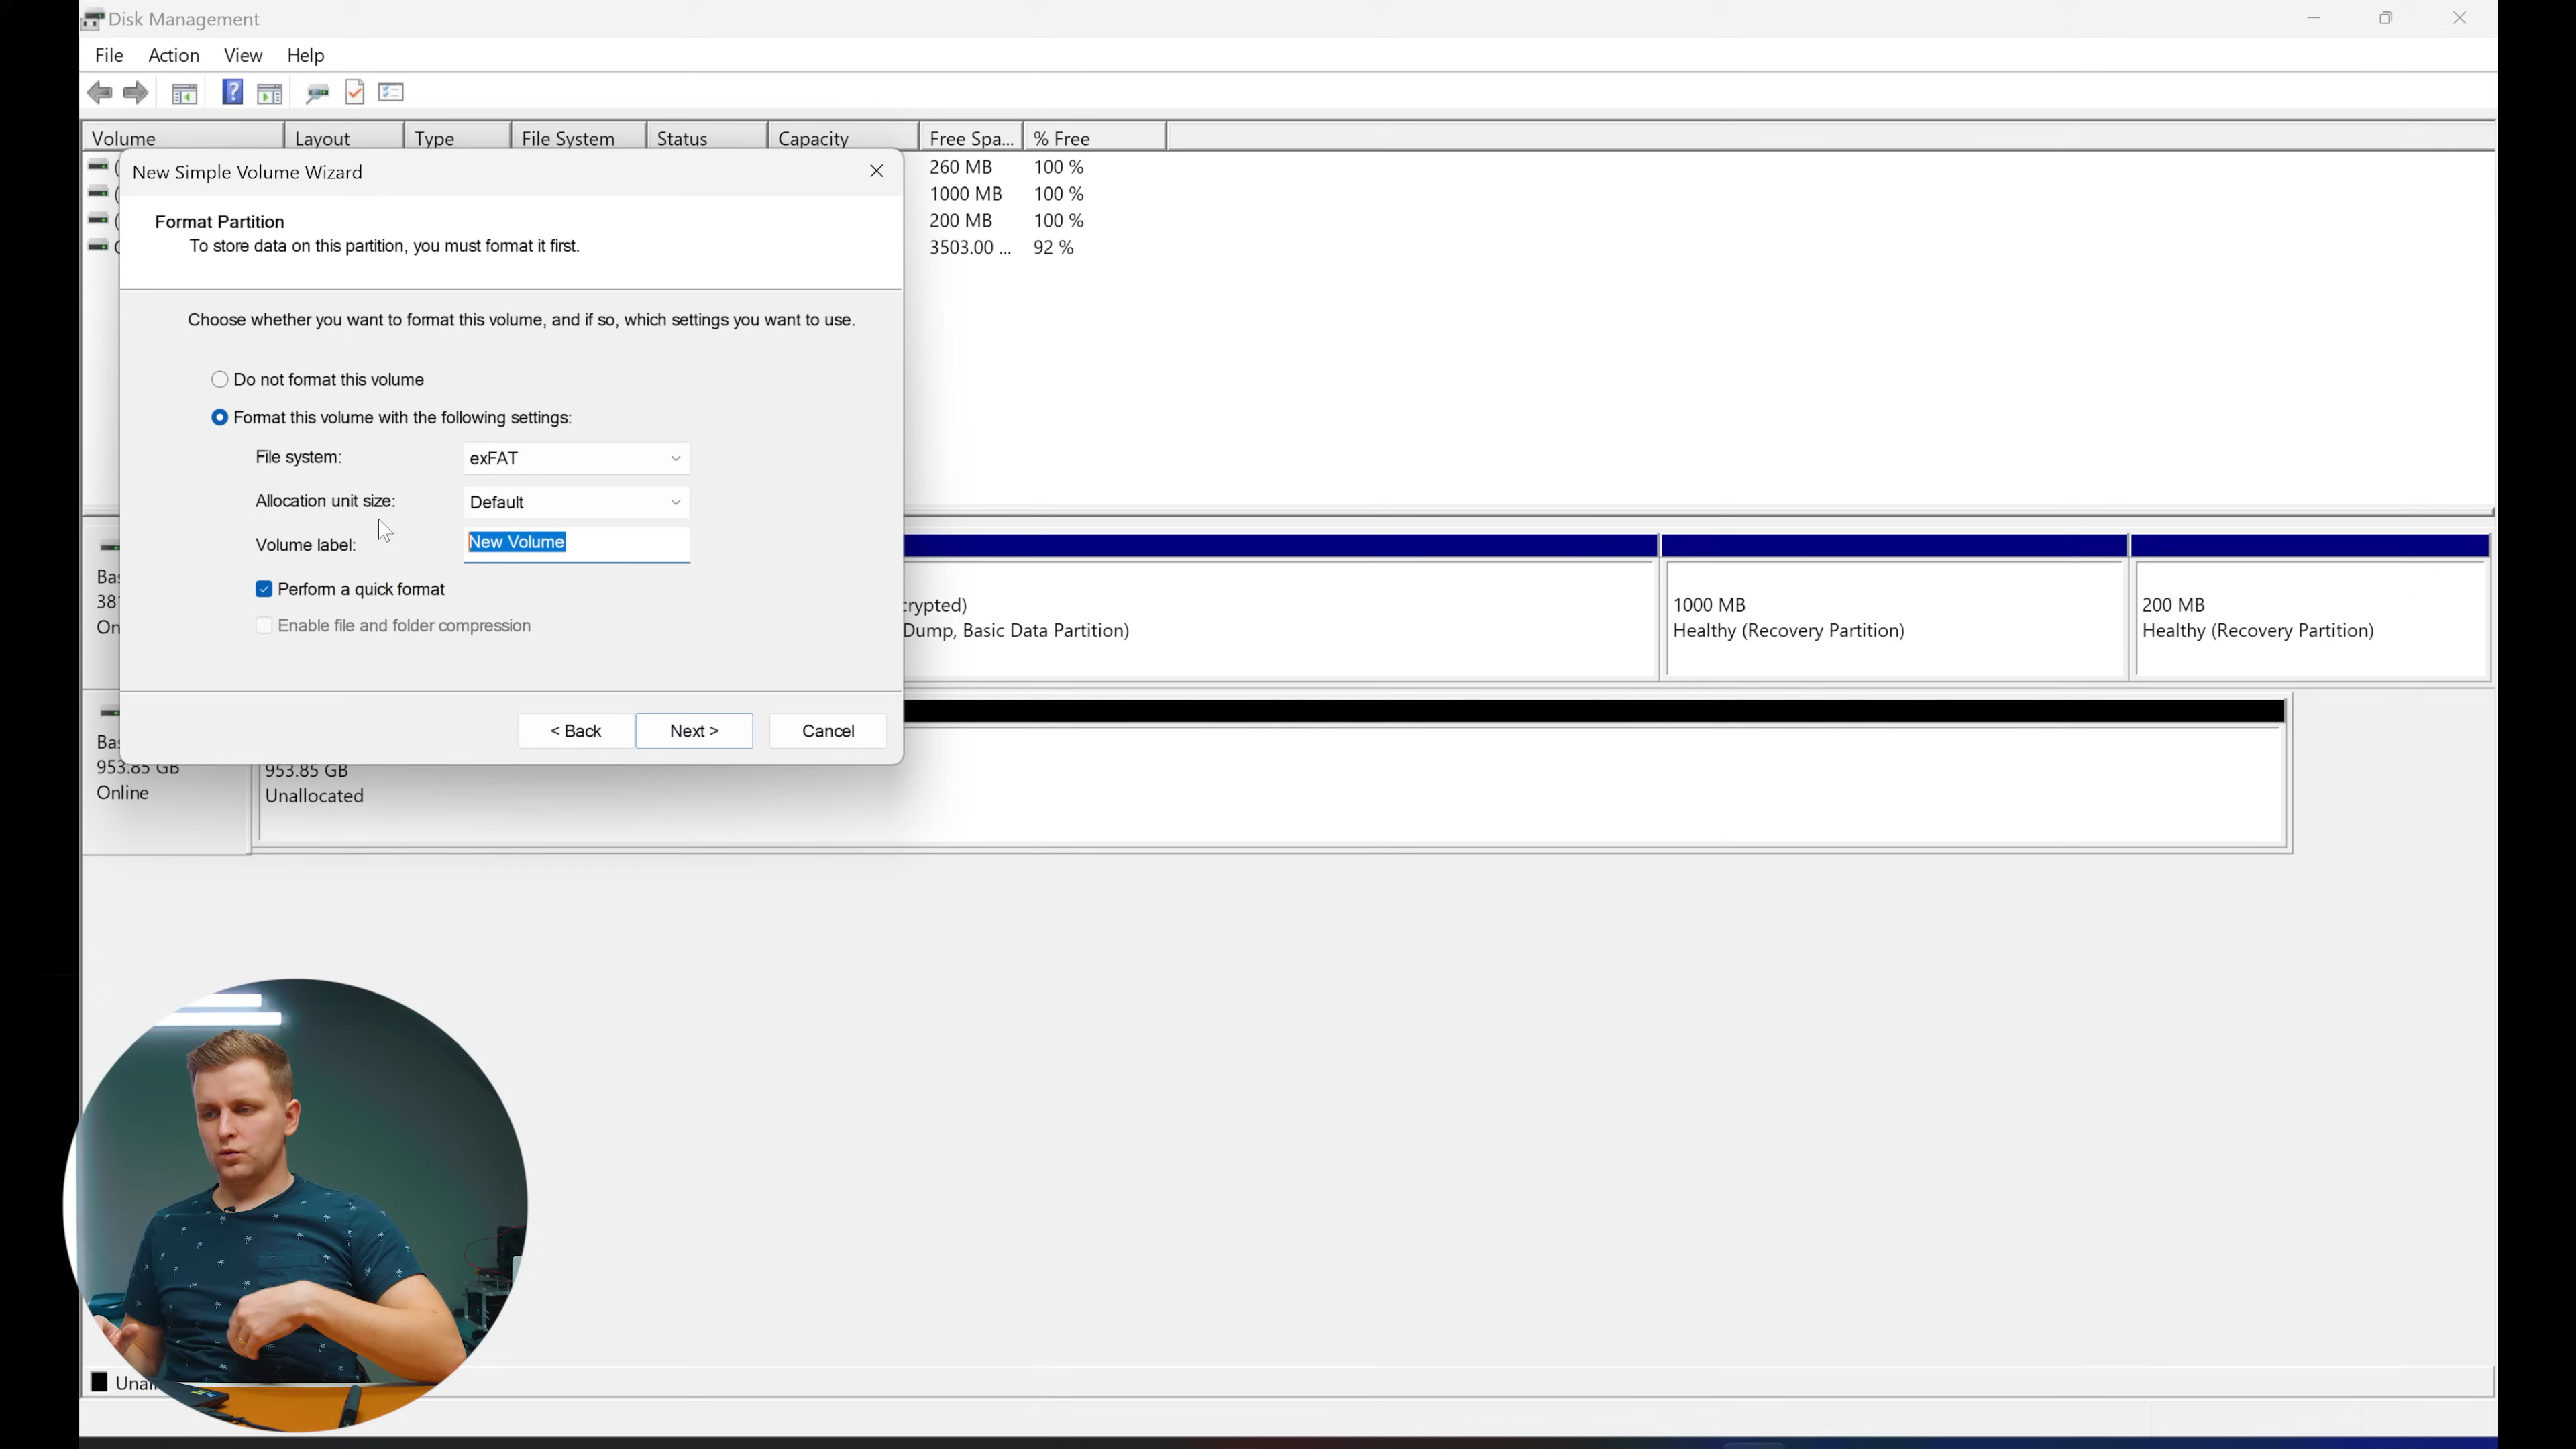 Disk Management
File Action View Help
Volume Layout Type File System Status Capacity Free Spa... % Free
260 MB 100 %
1000 MB 100 %
200 MB 100 %
3503.00 ... 92 %
New Simple Volume Wizard
Format Partition
To store data on this partition, you must format it first.
Choose whether you want to format this volume, and if so, which settings you want to use.
Do not format this volume
Format this volume with the following settings:
File system: exFAT
Allocation unit size: Default
Volume label: New Volume
Perform a quick format
Enable file and folder compression
< Back Next > Cancel
crypted)
Dump, Basic Data Partition)
1000 MB
Healthy (Recovery Partition)
200 MB
Healthy (Recovery Partition)
953.85 GB
Online
953.85 GB
Unallocated